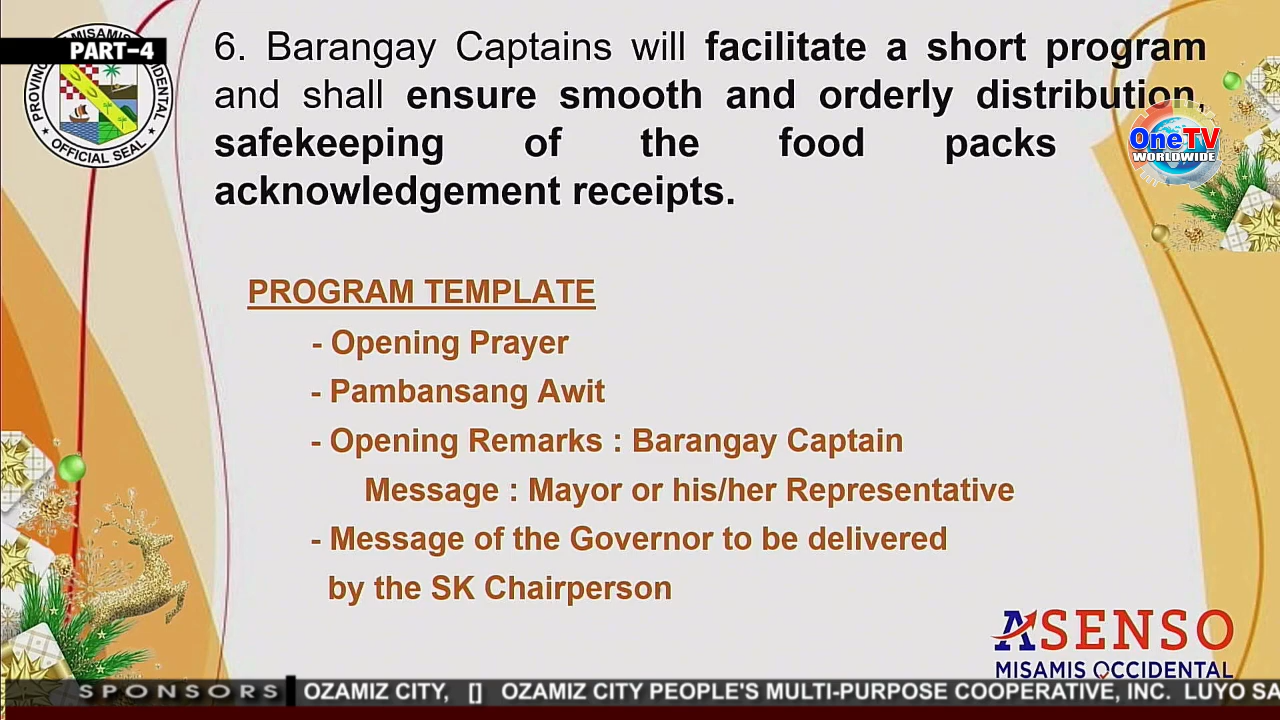 PART-4
PROVINC MISAMIS DENTAL
OFFICIAL SEAL
6. Barangay Captains will facilitate a short program
and shall ensure smooth and orderly distribution,
safekeeping of the food packs
acknowledgement receipts.
OneTV
WORLDWIDE
PROGRAM TEMPLATE
- Opening Prayer
- Pambansang Awit
- Opening Remarks : Barangay Captain
Message : Mayor or his/her Representative
- Message of the Governor to be delivered
by the SK Chairperson
ASENSO
MISAMIS OCCIDENTAL
SPONSORS OZAMIZ CITY, [] OZAMIZ CITY PEOPLE'S MULTI-PURPOSE COOPERATIVE, INC. LUYO SA